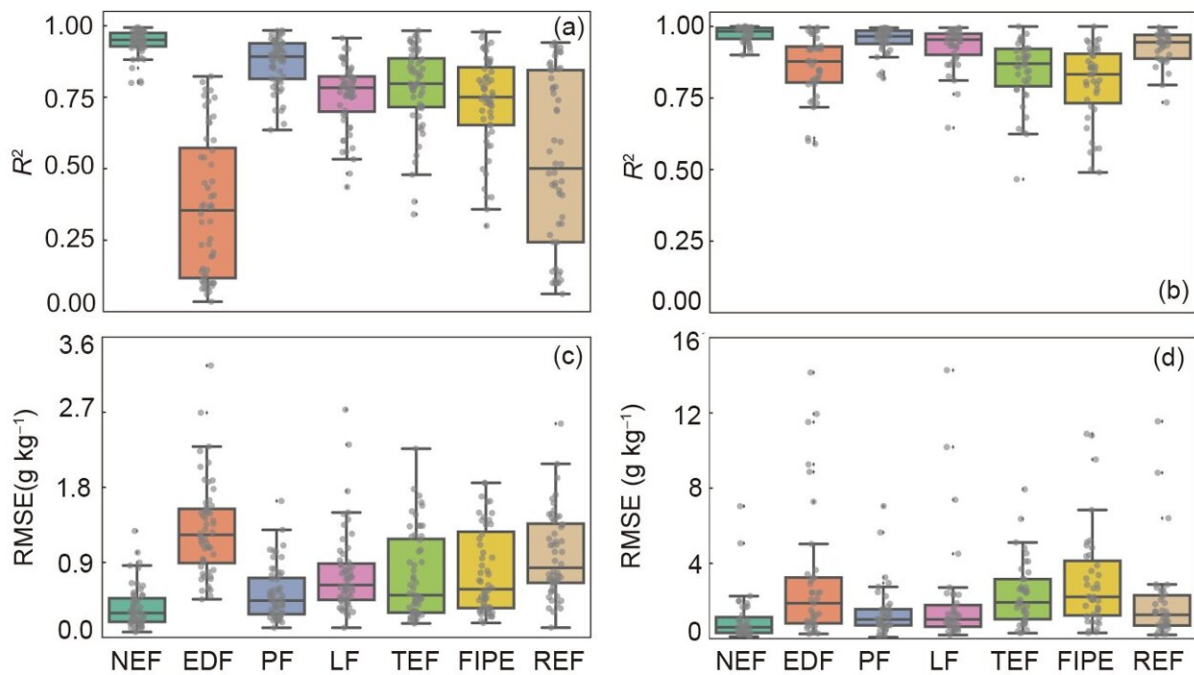 1.00
0.75
0.50
0.25
0.00
R²
(a)
1.00
0.75
0.50
0.25
0.00
R²
(b)
3.6
2.7
1.8
0.9
0.0
RMSE(g kg⁻¹)
(c)
NEF EDF PF LF TEF FIPE REF
16
12
8
4
0
RMSE (g kg⁻¹)
(d)
NEF EDF PF LF TEF FIPE REF